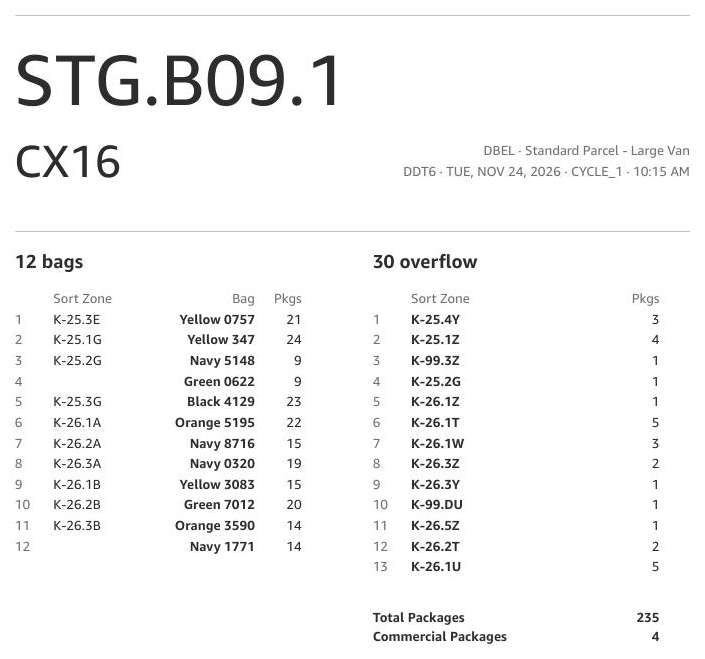 STG.B09.1
CX16
DBEL · Standard Parcel - Large Van
DDT6 · TUE, NOV 24, 2026 · CYCLE_1 · 10:15 AM
12 bags
Sort Zone Bag Pkgs
1 K-25.3E Yellow 0757 21
2 K-25.1G Yellow 347 24
3 K-25.2G Navy 5148 9
4 Green 0622 9
5 K-25.3G Black 4129 23
6 K-26.1A Orange 5195 22
7 K-26.2A Navy 8716 15
8 K-26.3A Navy 0320 19
9 K-26.1B Yellow 3083 15
10 K-26.2B Green 7012 20
11 K-26.3B Orange 3590 14
12 Navy 1771 14
30 overflow
Sort Zone Pkgs
1 K-25.4Y 3
2 K-25.1Z 4
3 K-99.3Z 1
4 K-25.2G 1
5 K-26.1Z 1
6 K-26.1T 5
7 K-26.1W 3
8 K-26.3Z 2
9 K-26.3Y 1
10 K-99.DU 1
11 K-26.5Z 1
12 K-26.2T 2
13 K-26.1U 5
Total Packages 235
Commercial Packages 4